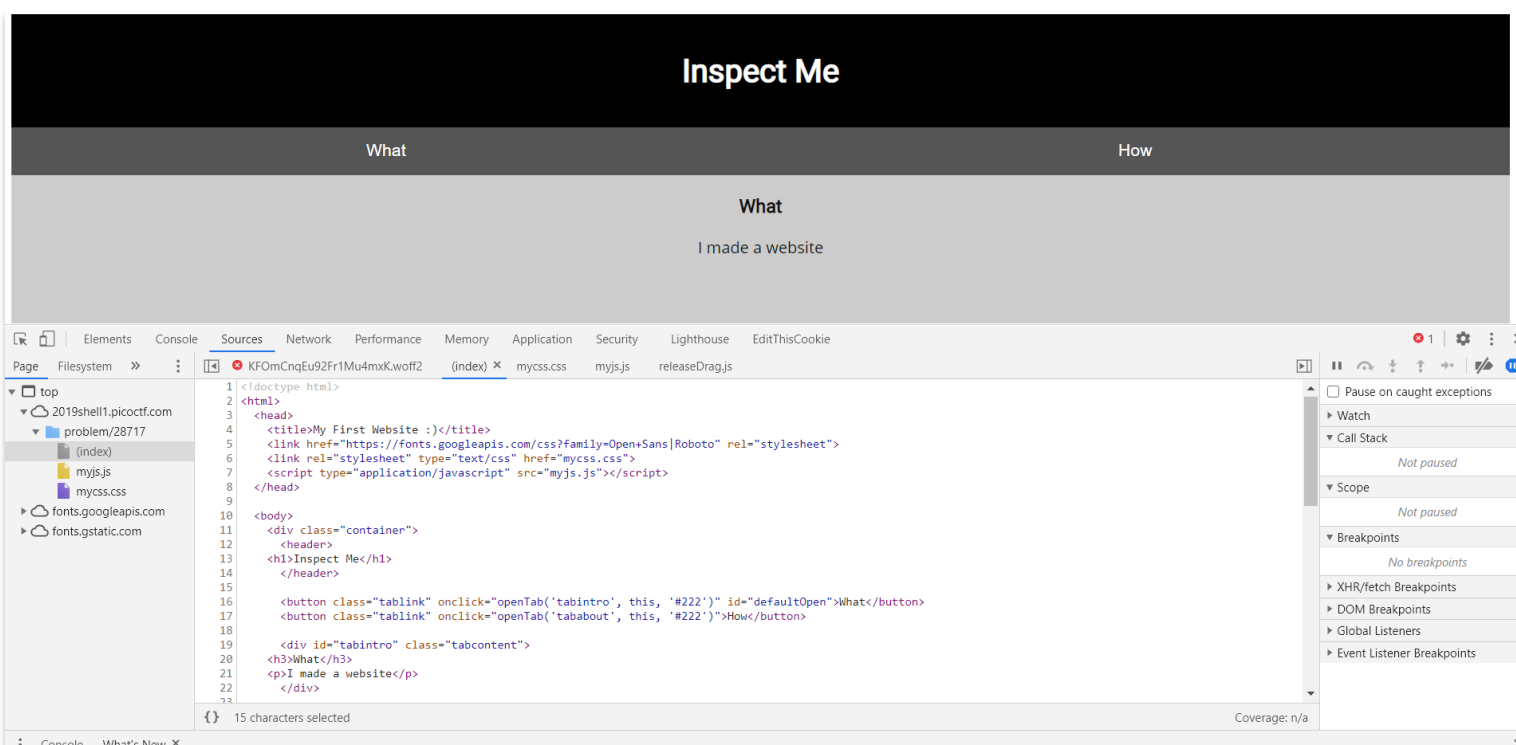 Inspect Me
What How
What
I made a website
Elements Console Sources Network Performance Memory Application Security Lighthouse EditThisCookie 1
Page Filesystem » KFOmCnqEu92Fr1Mu4mxK.woff2 (index) × mycss.css myjs.js releaseDrag.js
top
2019shell1.picoctf.com
problem/28717
(index)
myjs.js
mycss.css
fonts.googleapis.com
fonts.gstatic.com
1 <!doctype html>
2 <html>
3 <head>
4 <title>My First Website :)</title>
5 <link href="https://fonts.googleapis.com/css?family=Open+Sans|Roboto" rel="stylesheet">
6 <link rel="stylesheet" type="text/css" href="mycss.css">
7 <script type="application/javascript" src="myjs.js"></script>
8 </head>
9
10 <body>
11 <div class="container">
12 <header>
13 <h1>Inspect Me</h1>
14 </header>
15
16 <button class="tablink" onclick="openTab('tabintro', this, '#222')" id="defaultOpen">What</button>
17 <button class="tablink" onclick="openTab('tababout', this, '#222')">How</button>
18
19 <div id="tabintro" class="tabcontent">
20 <h3>What</h3>
21 <p>I made a website</p>
22 </div>
23
{} 15 characters selected Coverage: n/a
Pause on caught exceptions
Watch
Call Stack
Not paused
Scope
Not paused
Breakpoints
No breakpoints
XHR/fetch Breakpoints
DOM Breakpoints
Global Listeners
Event Listener Breakpoints
Console What's New ×